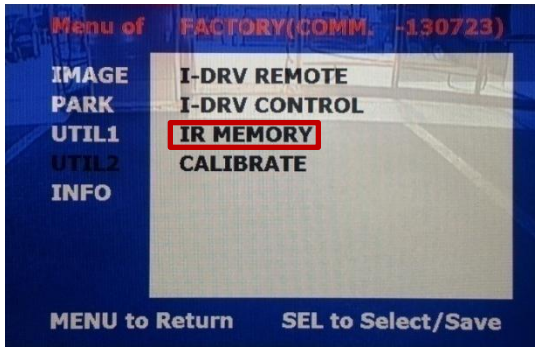 Menu of FACTORY(COMM. -130723)
IMAGE I-DRV REMOTE
PARK I-DRV CONTROL
UTIL1 IR MEMORY
UTIL2 CALIBRATE
INFO
MENU to Return SEL to Select/Save